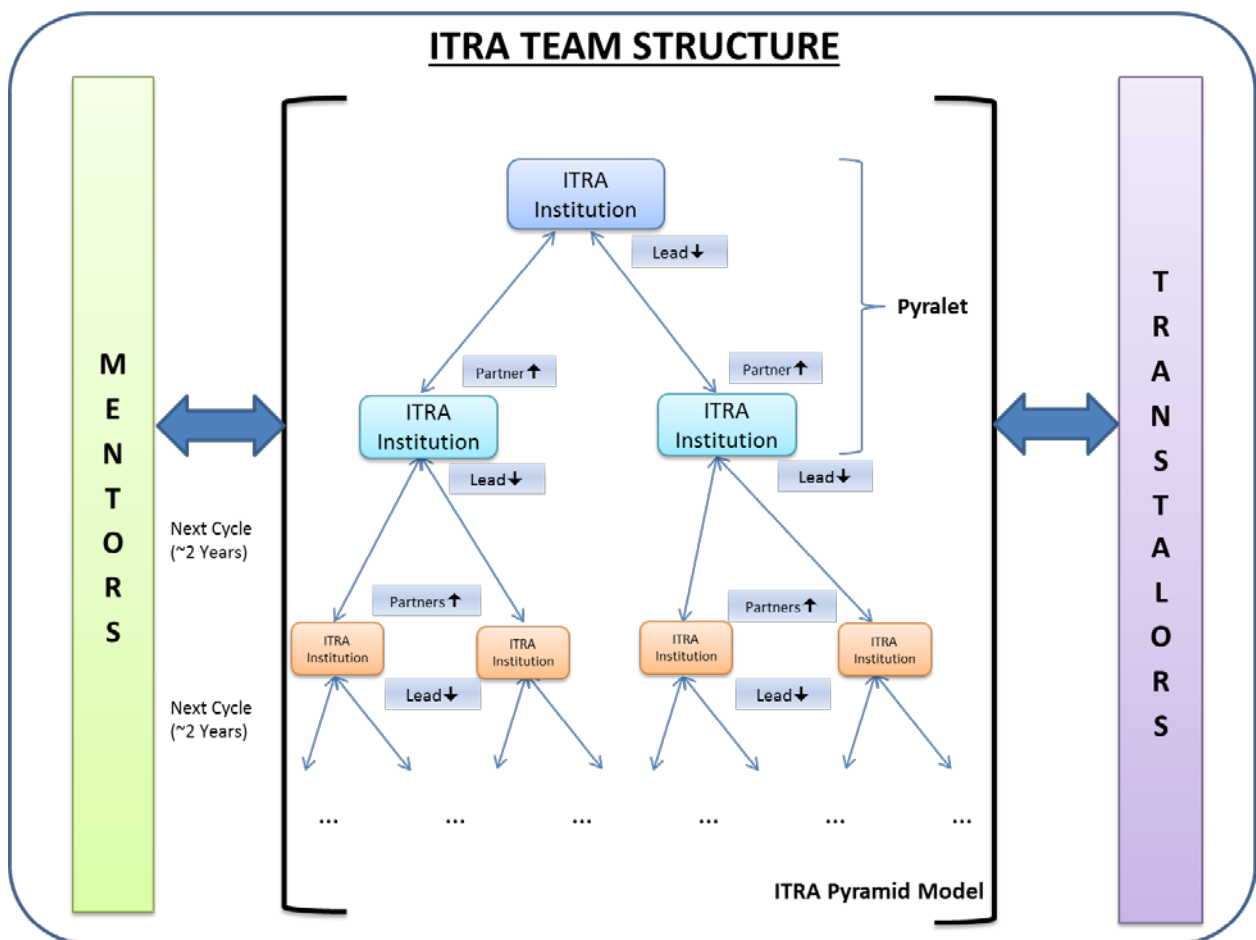 ITRA TEAM STRUCTURE
MENTORS
TRANSTALORS
ITRA
Institution
Lead🡫
Pyralet
Partner🡩
Partner🡩
ITRA
Institution
ITRA
Institution
Lead🡫
Lead🡫
Next Cycle
(~2 Years)
Partners🡩
Partners🡩
ITRA
Institution
ITRA
Institution
ITRA
Institution
ITRA
Institution
Lead🡫
Lead🡫
Next Cycle
(~2 Years)
... ... ... ... ... ...
ITRA Pyramid Model